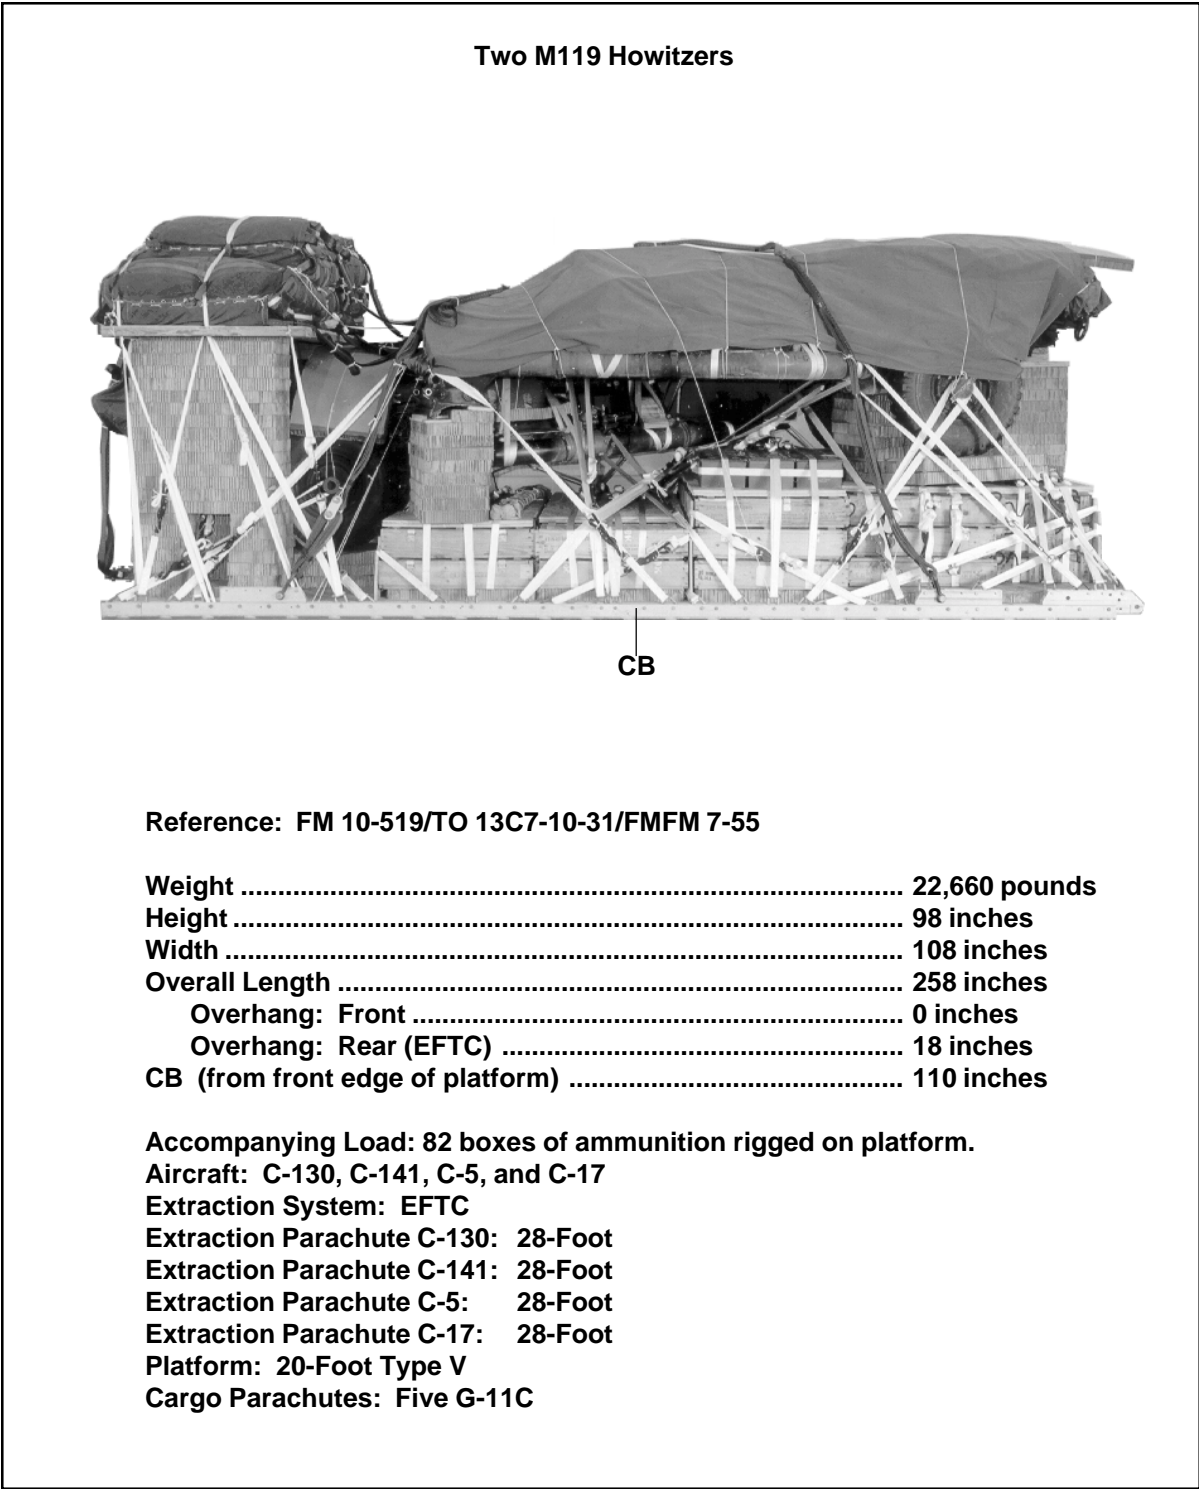 Two M119 Howitzers
CB
Reference: FM 10-519/TO 13C7-10-31/FMFM 7-55
Weight ......................................................................................... 22,660 pounds
Height .......................................................................................... 98 inches
Width ........................................................................................... 108 inches
Overall Length ............................................................................ 258 inches
Overhang: Front .................................................................. 0 inches
Overhang: Rear (EFTC) ...................................................... 18 inches
CB (from front edge of platform) ............................................. 110 inches
Accompanying Load: 82 boxes of ammunition rigged on platform.
Aircraft: C-130, C-141, C-5, and C-17
Extraction System: EFTC
Extraction Parachute C-130: 28-Foot
Extraction Parachute C-141: 28-Foot
Extraction Parachute C-5: 28-Foot
Extraction Parachute C-17: 28-Foot
Platform: 20-Foot Type V
Cargo Parachutes: Five G-11C